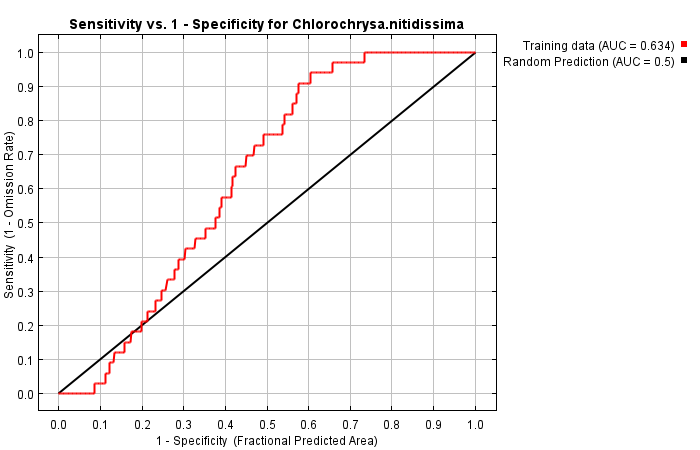 Sensitivity vs. 1 - Specificity for Chlorochrysa.nitidissima
Training data (AUC = 0.634)
Random Prediction (AUC = 0.5)
Sensitivity (1 - Omission Rate)
1.0
0.9
0.8
0.7
0.6
0.5
0.4
0.3
0.2
0.1
0.0
0.0 0.1 0.2 0.3 0.4 0.5 0.6 0.7 0.8 0.9 1.0
1 - Specificity (Fractional Predicted Area)